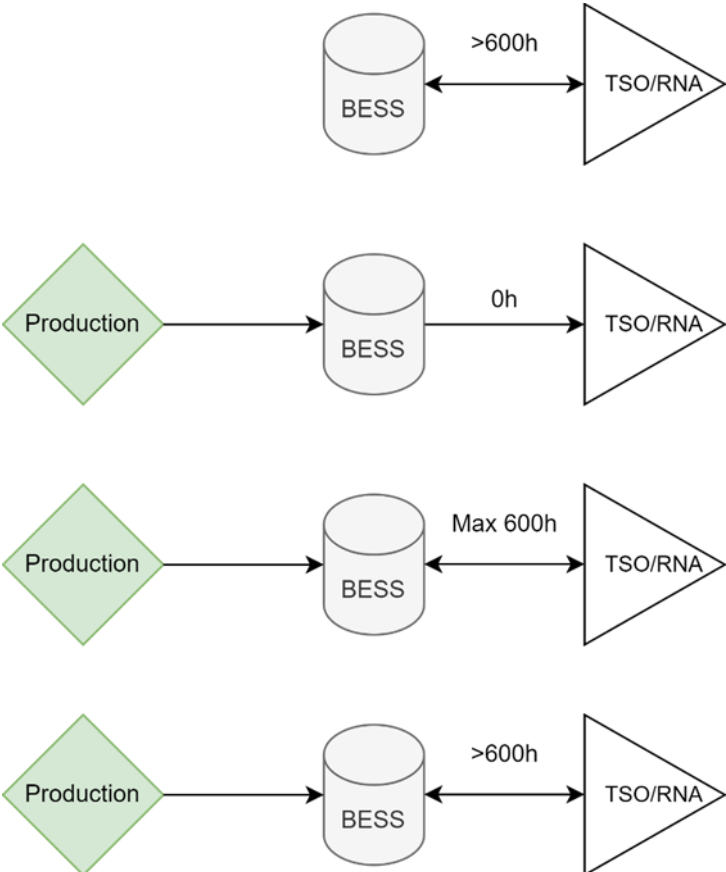 >600h
BESS
TSO/RNA
Production
BESS
0h
TSO/RNA
Production
BESS
Max 600h
TSO/RNA
Production
BESS
>600h
TSO/RNA